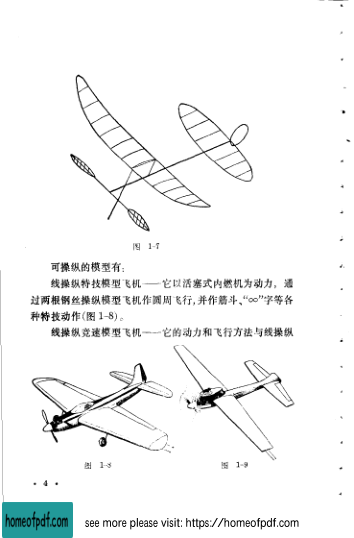 图 1-7
可操纵的模型有：
线操纵特技模型飞机——它以活塞式内燃机为动力。通
过两根钢丝操纵模型飞机作圆周飞行，并作筋斗、“∞”字等各
种特技动作(图 1-8)。
线操纵竞速模型飞机——它的动力和飞行方法与线操纵
图 1-8
图 1-9
· 4 ·
homeofpdf.com
see more please visit: https://homeofpdf.com